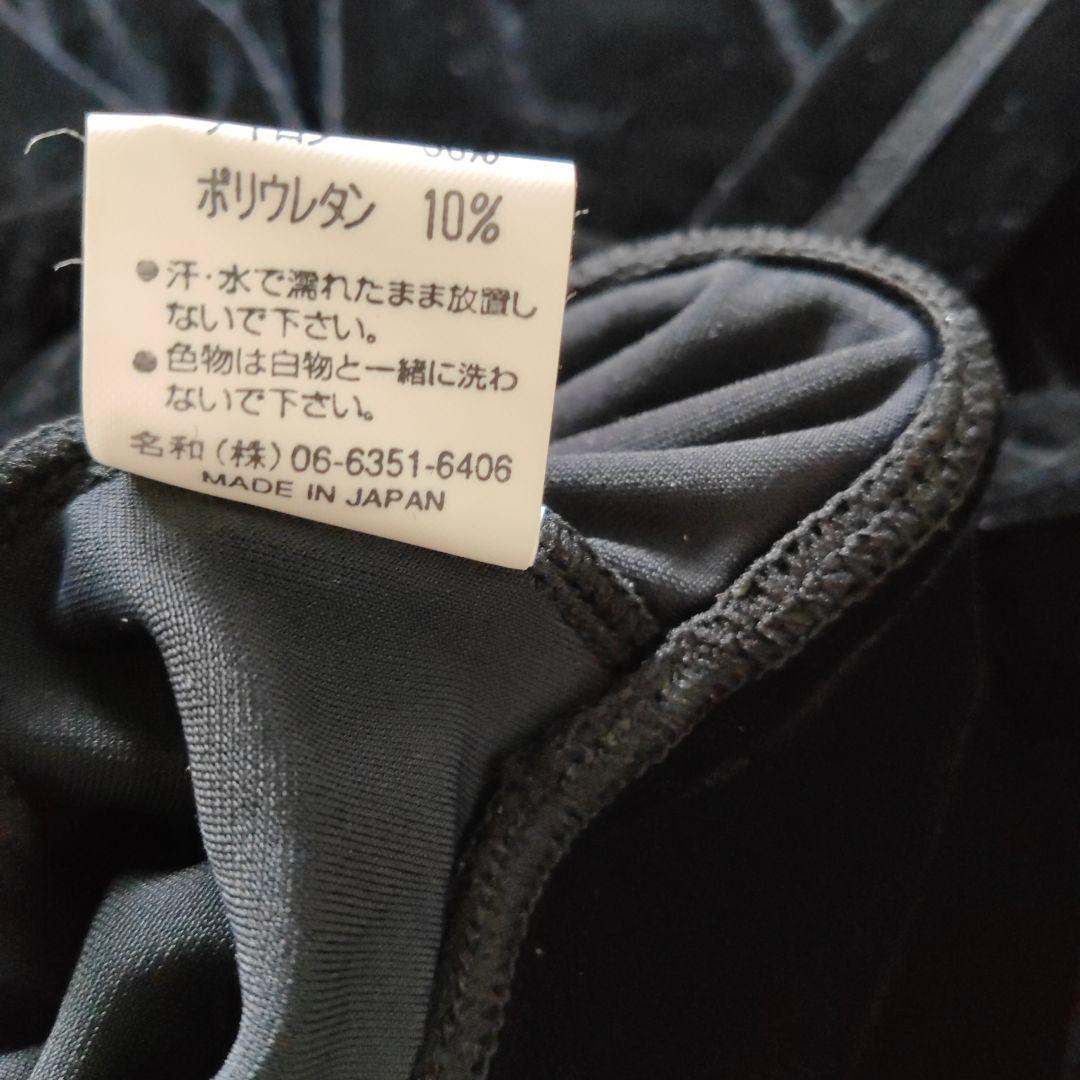 ポリウレタン 10%
●汗・水で濡れたまま放置し
ないで下さい。
●色物は白物と一緒に洗わ
ないで下さい。
名和(株)06-6351-6406
MADE IN JAPAN